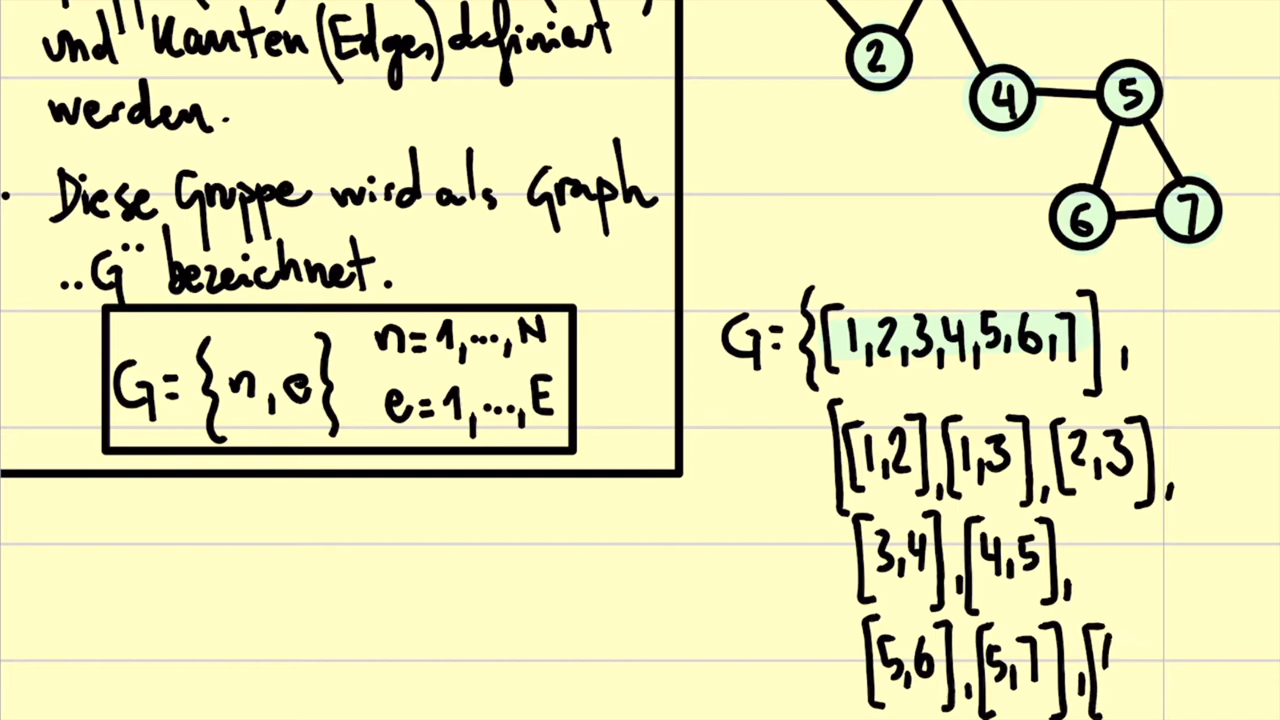 und Kanten (Edges) definiert
werden.
· Diese Gruppe wird als Graph
„G" bezeichnet.
G = {n, e} n = 1, ..., N
e = 1, ..., E
2
4
5
6
7
G = {[1,2,3,4,5,6,7],
[[1,2],[1,3],[2,3],
[3,4],[4,5],
[5,6],[5,7],[